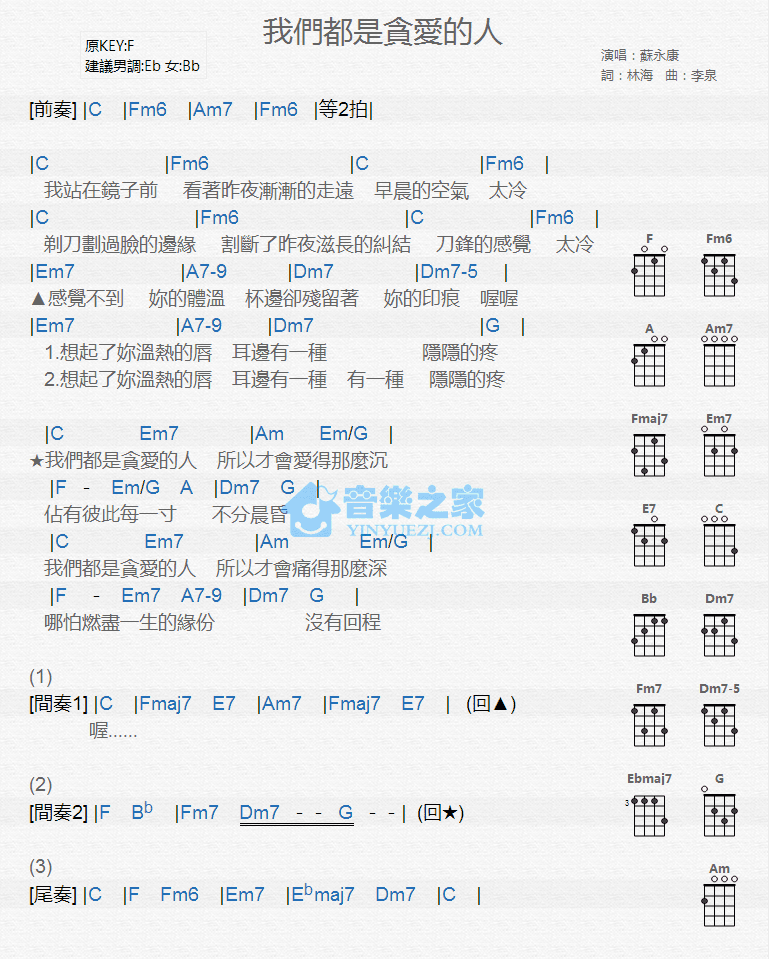 我們都是貪愛的人
原KEY:F
建議男調:Eb 女:Bb
演唱：蘇永康
詞：林海 曲：李泉
[前奏] |C |Fm6 |Am7 |Fm6 |等2拍|
|C |Fm6 |C |Fm6 |
我站在鏡子前 看著昨夜漸漸的走遠 早晨的空氣 太冷
|C |Fm6 |C |Fm6 |
剃刀劃過臉的邊緣 割斷了昨夜滋長的糾結 刀鋒的感覺 太冷
|Em7 |A7-9 |Dm7 |Dm7-5 |
▲感覺不到 妳的體溫 杯邊卻殘留著 妳的印痕 喔喔
|Em7 |A7-9 |Dm7 |G |
1.想起了妳溫熱的唇 耳邊有一種 隱隱的疼
2.想起了妳溫熱的唇 耳邊有一種 有一種 隱隱的疼
|C Em7 |Am Em/G |
★我們都是貪愛的人 所以才會愛得那麼沉
|F - Em/G A |Dm7 G |
佔有彼此每一寸 不分晨昏
|C Em7 |Am Em/G |
我們都是貪愛的人 所以才會痛得那麼深
|F - Em7 A7-9 |Dm7 G |
哪怕燃盡一生的緣份 沒有回程
(1)
[間奏1] |C |Fmaj7 E7 |Am7 |Fmaj7 E7 | (回▲)
喔......
(2)
[間奏2] |F Bb |Fm7 Dm7 - - G - - | (回★)
(3)
[尾奏] |C |F Fm6 |Em7 |Ebmaj7 Dm7 |C |
音樂之家
YINYUEZI.COM
F Fm6
A Am7
Fmaj7 Em7
E7 C
Bb Dm7
Fm7 Dm7-5
Ebmaj7 G
3
Am